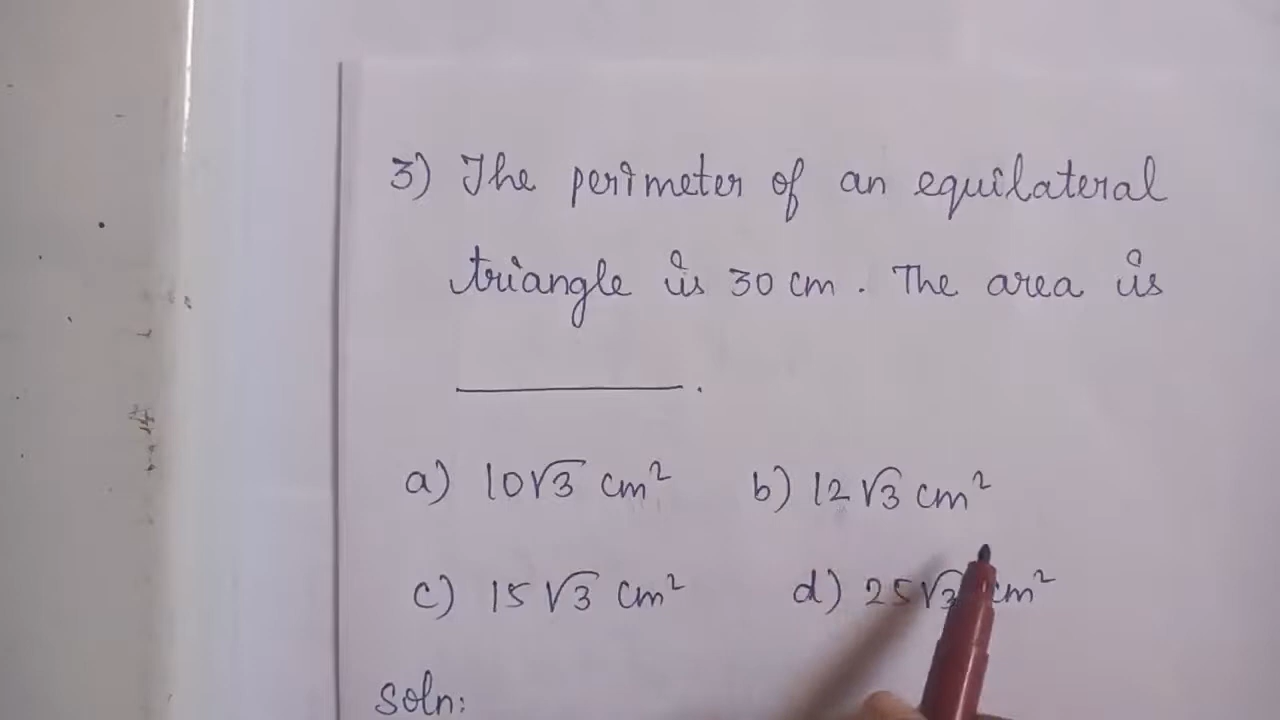 3) The perimeter of an equilateral
triangle is 30 cm. The area is
__________ .
a) 10√3 cm² b) 12√3 cm²
c) 15√3 cm² d) 25√3 cm²
Soln: